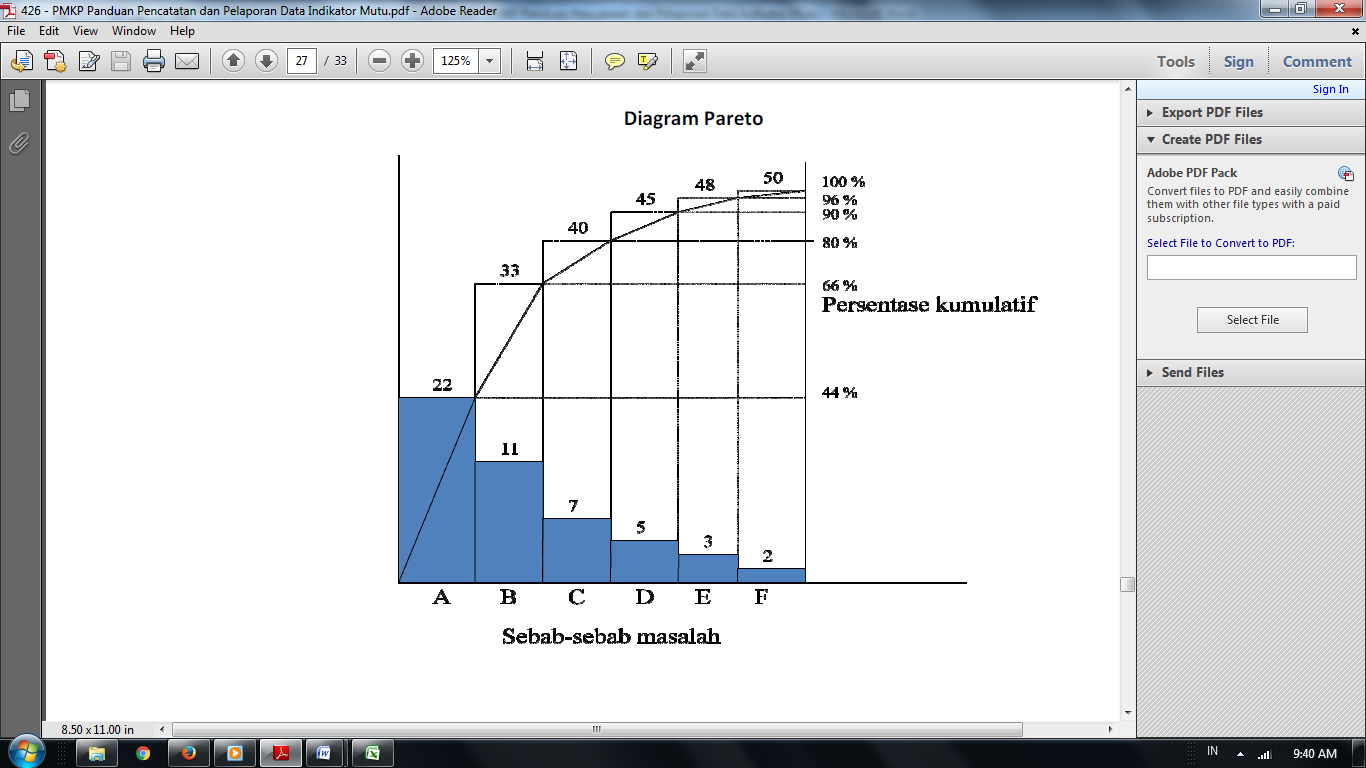 426 - PMKP Panduan Pencatatan dan Pelaporan Data Indikator Mutu.pdf - Adobe Reader
File Edit View Window Help
27 / 33 125%
Tools Sign Comment
Sign In
Export PDF Files
Create PDF Files
Adobe PDF Pack
Convert files to PDF and easily combine
them with other file types with a paid
subscription.
Select File to Convert to PDF:
Select File
Send Files
Diagram Pareto
50
100 %
48
96 %
45
90 %
40
80 %
33
66 %
Persentase kumulatif
22
44 %
11
7
5
3
2
A B C D E F
Sebab-sebab masalah
8.50 x 11.00 in
IN 9:40 AM